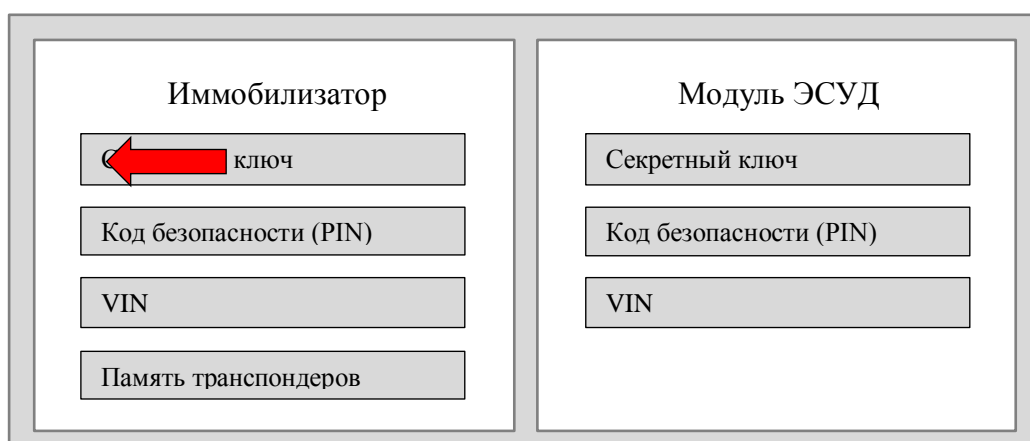 Иммобилизатор
ключ
Код безопасности (PIN)
VIN
Память транспондеров
Модуль ЭСУД
Секретный ключ
Код безопасности (PIN)
VIN